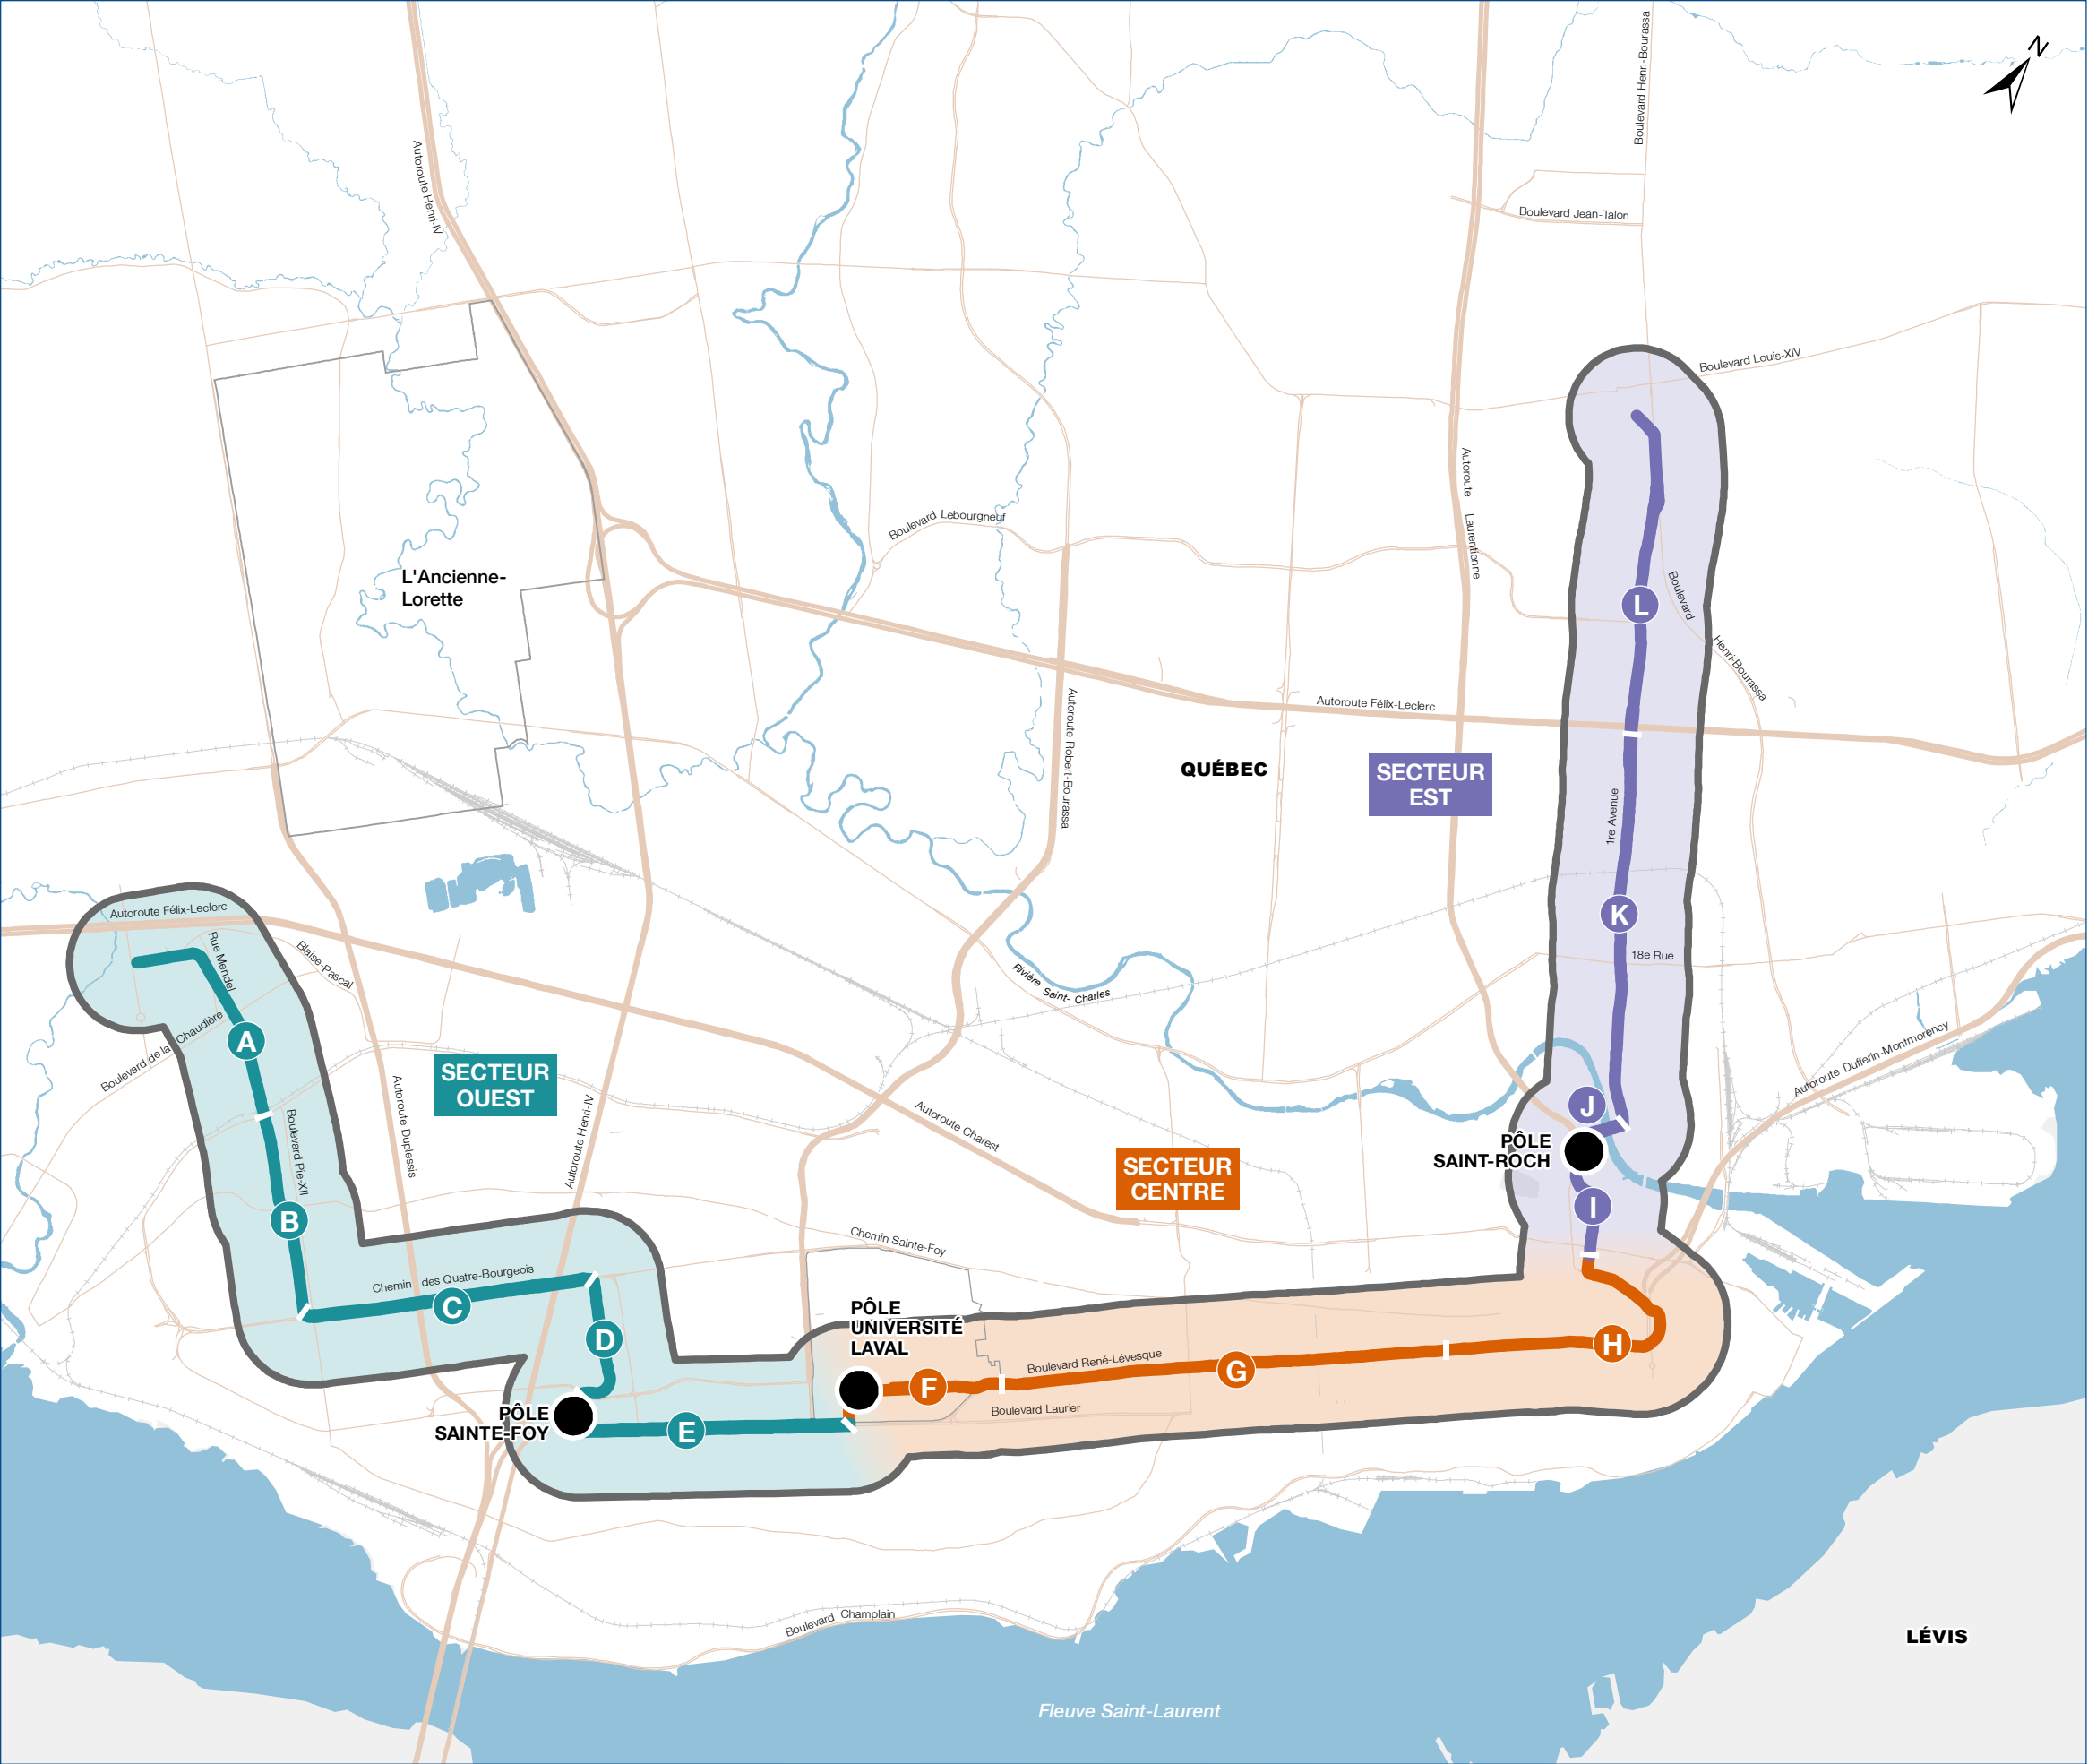 N
Boulevard Henri-Bourassa
Autoroute Henri-IV
Boulevard Jean-Talon
Boulevard Louis-XIV
Autoroute Laurentienne
Boulevard Lebourgneuf
L'Ancienne-
Lorette
L
Boulevard Henri-Bourassa
Autoroute Félix-Leclerc
Autoroute Robert-Bourassa
QUÉBEC
SECTEUR
EST
1re Avenue
K
18e Rue
Autoroute Félix-Leclerc
Rue Mendel
Blaise-Pascal
Rivière Saint-Charles
A
Boulevard de la Chaudière
SECTEUR
OUEST
Autoroute Dufferin-Montmorency
J
Autoroute Duplessis
Autoroute Henri-IV
Autoroute Charest
Boulevard Pie-XII
PÔLE
SAINT-ROCH
SECTEUR
CENTRE
I
B
Chemin Sainte-Foy
Chemin des Quatre-Bourgeois
C
D
PÔLE
UNIVERSITÉ
LAVAL
H
Boulevard René-Lévesque
G
F
Boulevard Laurier
PÔLE
SAINTE-FOY
E
Boulevard Champlain
LÉVIS
Fleuve Saint-Laurent